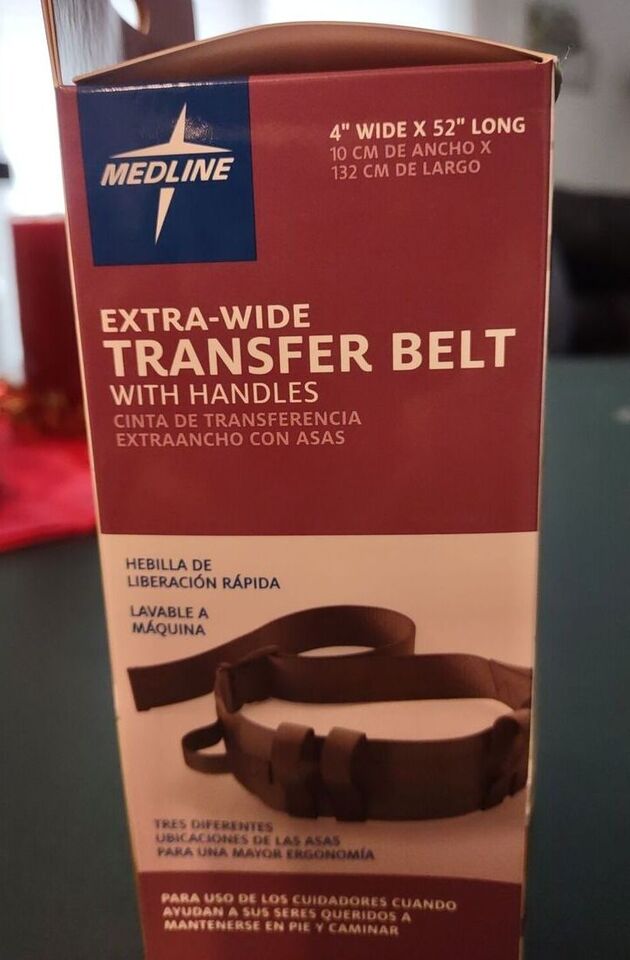 MEDLINE
4" WIDE X 52" LONG
10 CM DE ANCHO X
132 CM DE LARGO
EXTRA-WIDE
TRANSFER BELT
WITH HANDLES
CINTA DE TRANSFERENCIA
EXTRAANCHO CON ASAS
HEBILLA DE
LIBERACIÓN RÁPIDA
LAVABLE A
MÁQUINA
TRES DIFERENTES
UBICACIONES DE LAS ASAS
PARA UNA MAYOR ERGONOMÍA
PARA USO DE LOS CUIDADORES CUANDO
AYUDAN A SUS SERES QUERIDOS A
MANTENERSE EN PIE Y CAMINAR